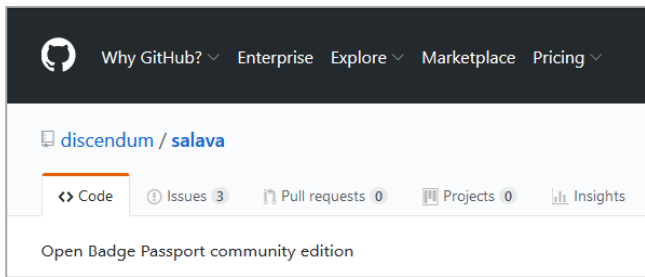 Why GitHub? Enterprise Explore Marketplace Pricing
discendum / salava
<> Code Issues 3 Pull requests 0 Projects 0 Insights
Open Badge Passport community edition